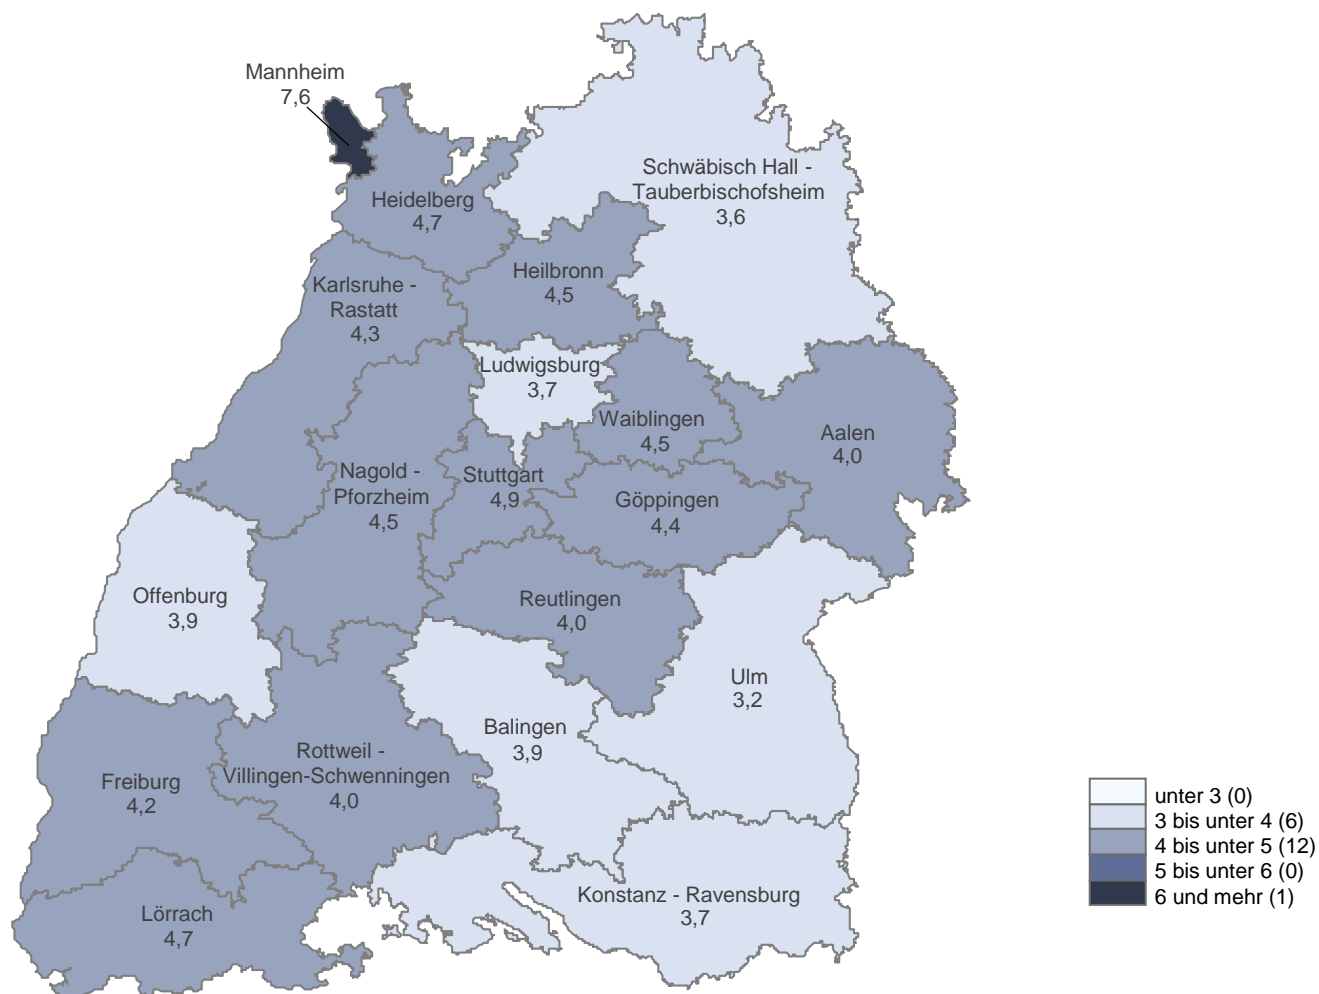 Mannheim
7,6
Schwäbisch Hall -
Tauberbischofsheim
3,6
Heidelberg
4,7
Heilbronn
4,5
Karlsruhe -
Rastatt
4,3
Ludwigsburg
3,7
Waiblingen
4,5
Aalen
4,0
Nagold -
Pforzheim
4,5
Stuttgart
4,9
Göppingen
4,4
Offenburg
3,9
Reutlingen
4,0
Ulm
3,2
Balingen
3,9
Rottweil -
Villingen-Schwenningen
4,0
Freiburg
4,2
Konstanz - Ravensburg
3,7
Lörrach
4,7
unter 3 (0)
3 bis unter 4 (6)
4 bis unter 5 (12)
5 bis unter 6 (0)
6 und mehr (1)